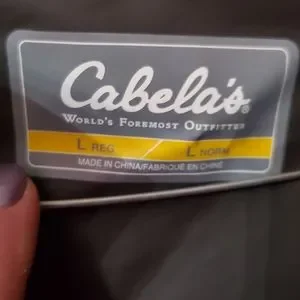 Cabela's®
WORLD'S FOREMOST OUTFITTER
L REG / L NORM
MADE IN CHINA/FABRIQUÉ EN CHINE